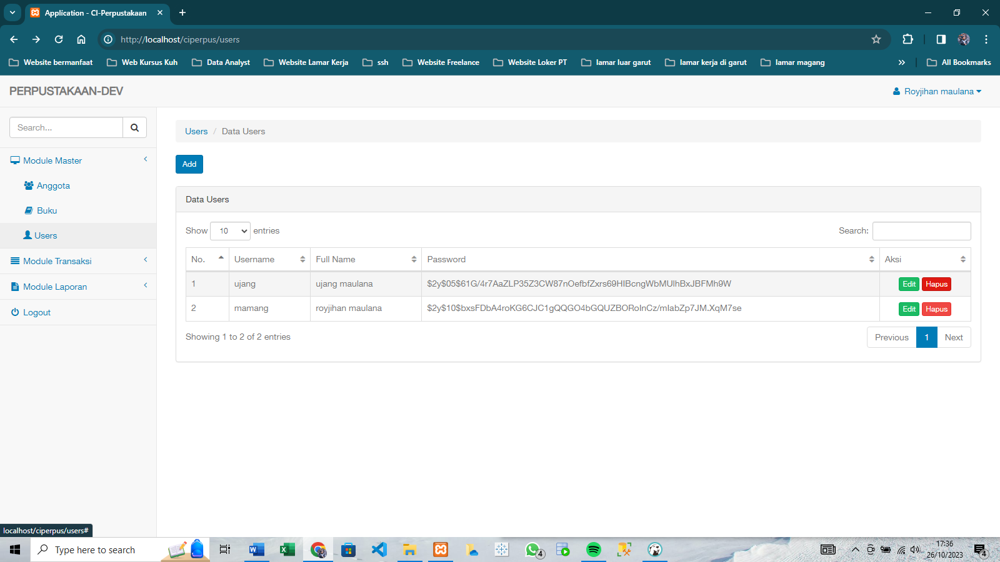 Application - CI-Perpustakaan
http://localhost/ciperpus/users
Website bermanfaat
Web Kursus Kuh
Data Analyst
Website Lamar Kerja
ssh
Website Freelance
Website Loker PT
lamar luar garut
lamar kerja di garut
lamar magang
All Bookmarks
PERPUSTAKAAN-DEV
Royjihan maulana
Search...
Users / Data Users
Module Master
Add
Anggota
Buku
Users
Module Transaksi
Module Laporan
Logout
Data Users
Show 10 entries
Search:
No. Username Full Name Password Aksi
1 ujang ujang maulana $2y$05$61G/4r7AaZLP35Z3CW87nOefbfZxrs69HIBcngWbMUlhBxJBFMh9W Edit Hapus
2 mamang royjihan maulana $2y$10$bxsFDbA4roKG6CJC1gQQGO4bGQUZBORoInCz/mIabZp7JM.XqM7se Edit Hapus
Showing 1 to 2 of 2 entries
Previous 1 Next
localhost/ciperpus/users#
Type here to search
4
17:36
26/10/2023
4